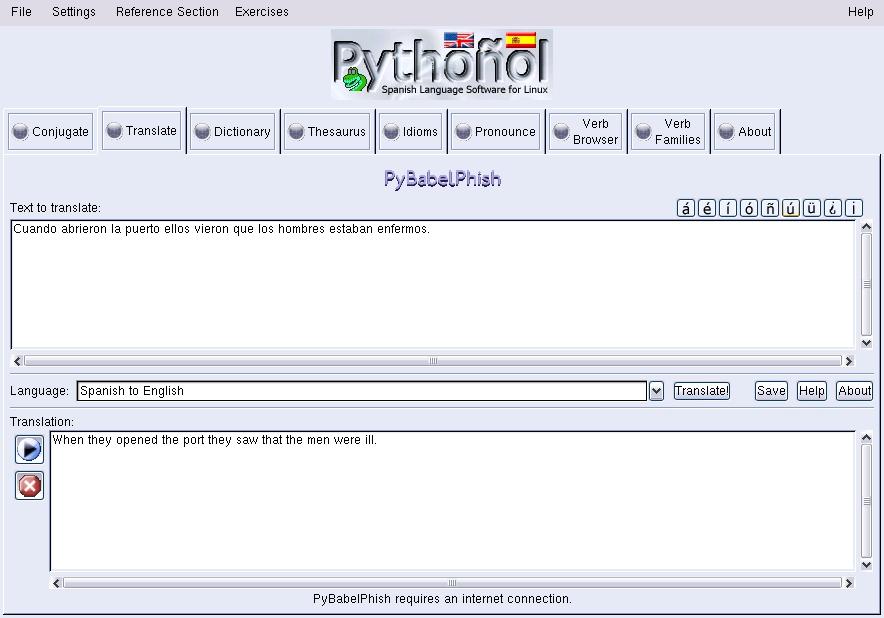 File Settings Reference Section Exercises Help
Pythoñol
Spanish Language Software for Linux
Conjugate Translate Dictionary Thesaurus Idioms Pronounce Verb Browser Verb Families About
PyBabelPhish
Text to translate: á é í ó ñ ú ü ¿ ¡
Cuando abrieron la puerto ellos vieron que los hombres estaban enfermos.
Language: Spanish to English Translate! Save Help About
Translation:
When they opened the port they saw that the men were ill.
PyBabelPhish requires an internet connection.